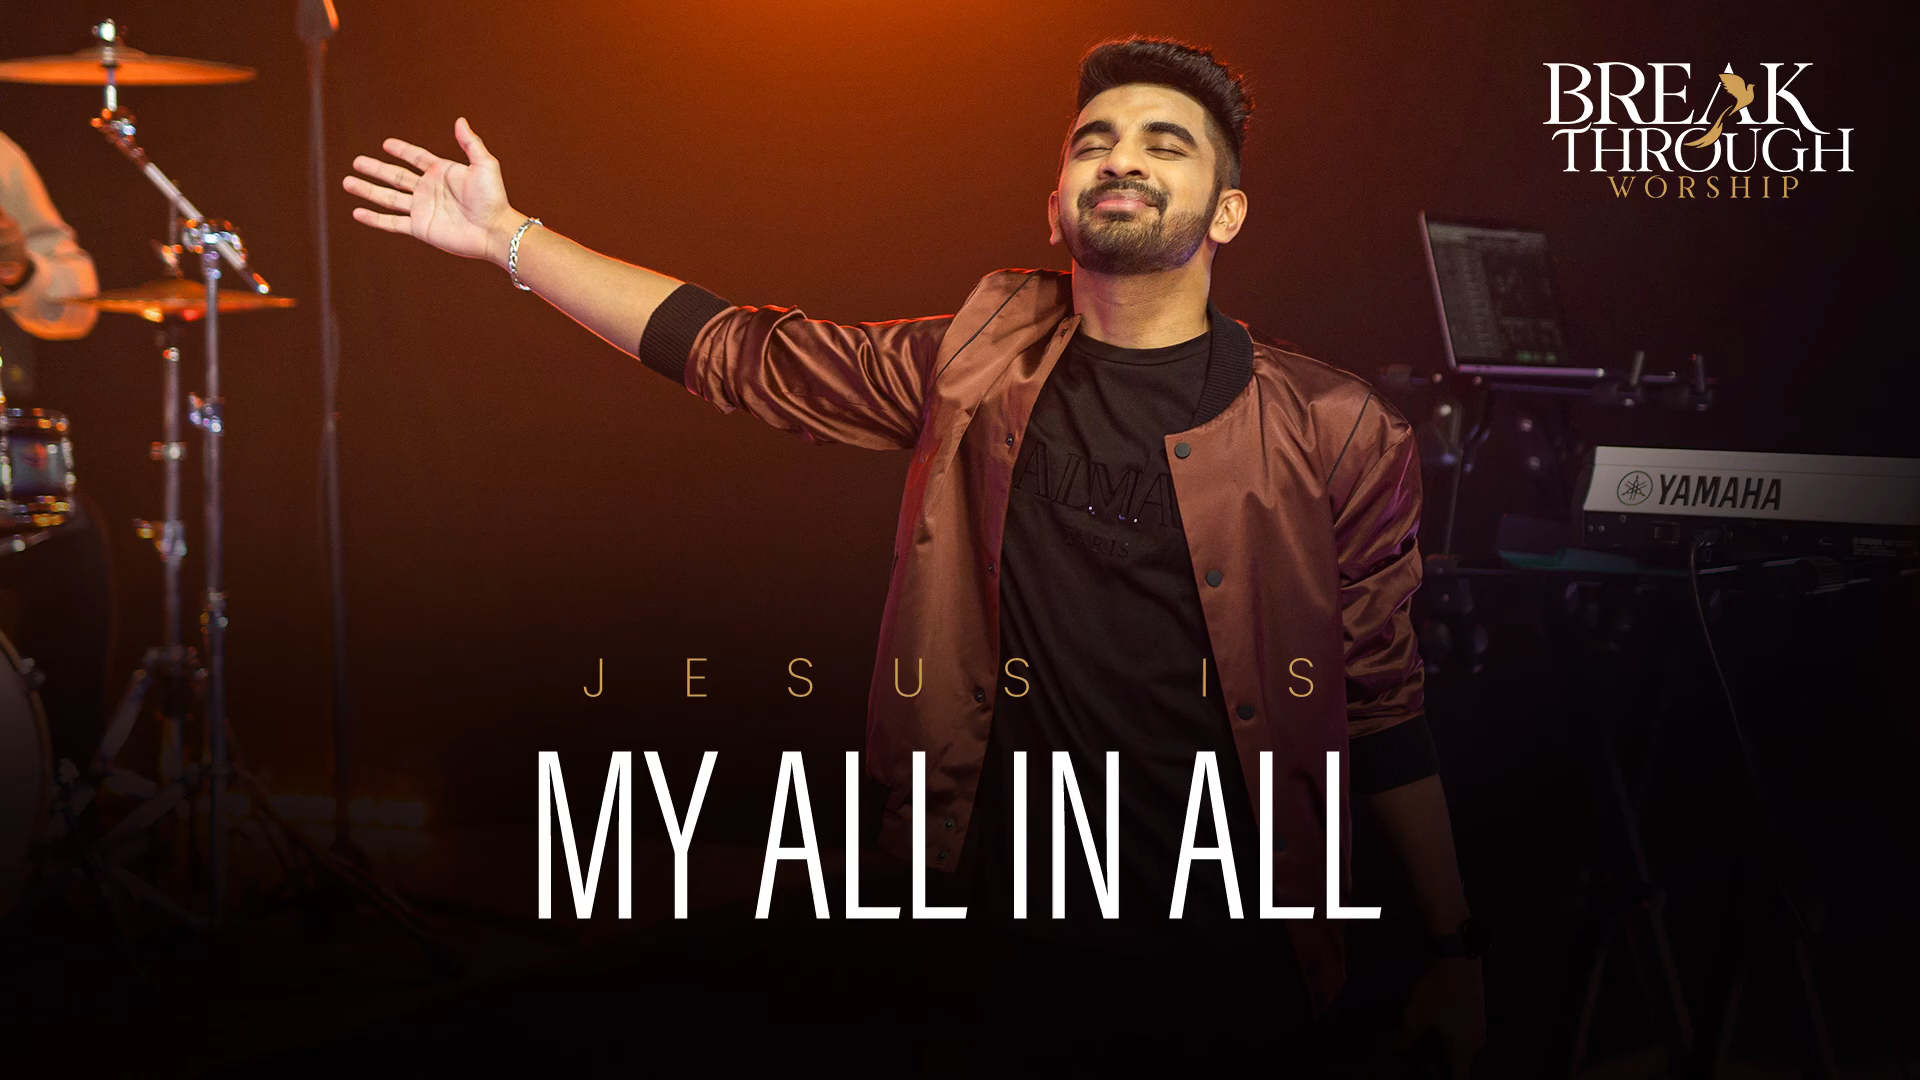 BREAK
THROUGH
WORSHIP
YAMAHA
JESUS IS
MY ALL IN ALL